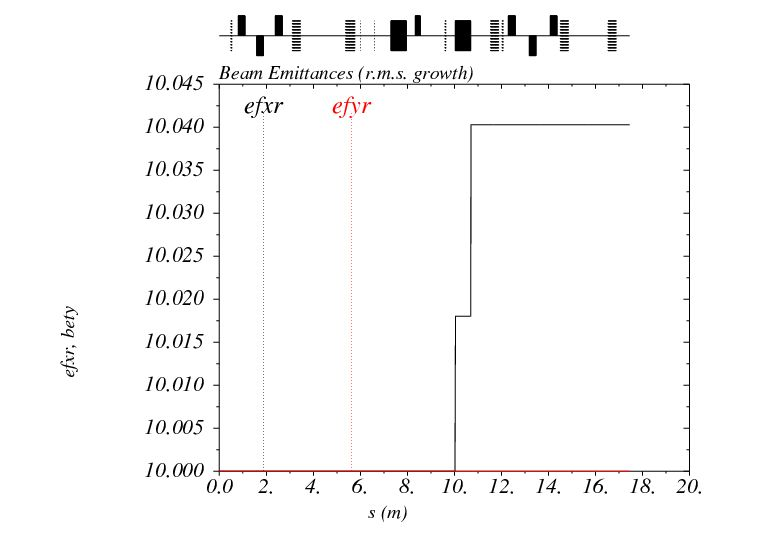 Beam Emittances (r.m.s. growth)
10.045
efxr efyr
10.040
10.035
10.030
10.025
10.020
10.015
10.010
10.005
10.000
efxr, bety
0.0 2. 4. 6. 8. 10. 12. 14. 16. 18. 20.
s (m)